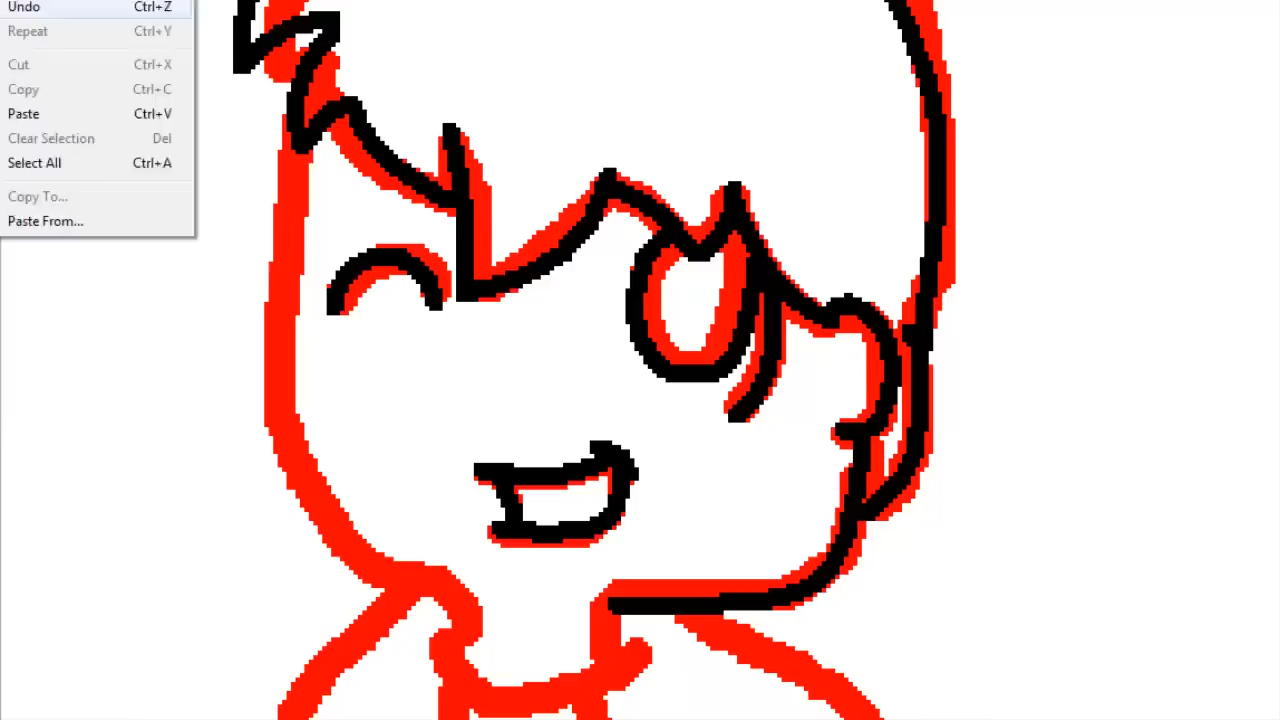 Undo Ctrl+Z
Repeat Ctrl+Y
Cut Ctrl+X
Copy Ctrl+C
Paste Ctrl+V
Clear Selection Del
Select All Ctrl+A
Copy To...
Paste From...